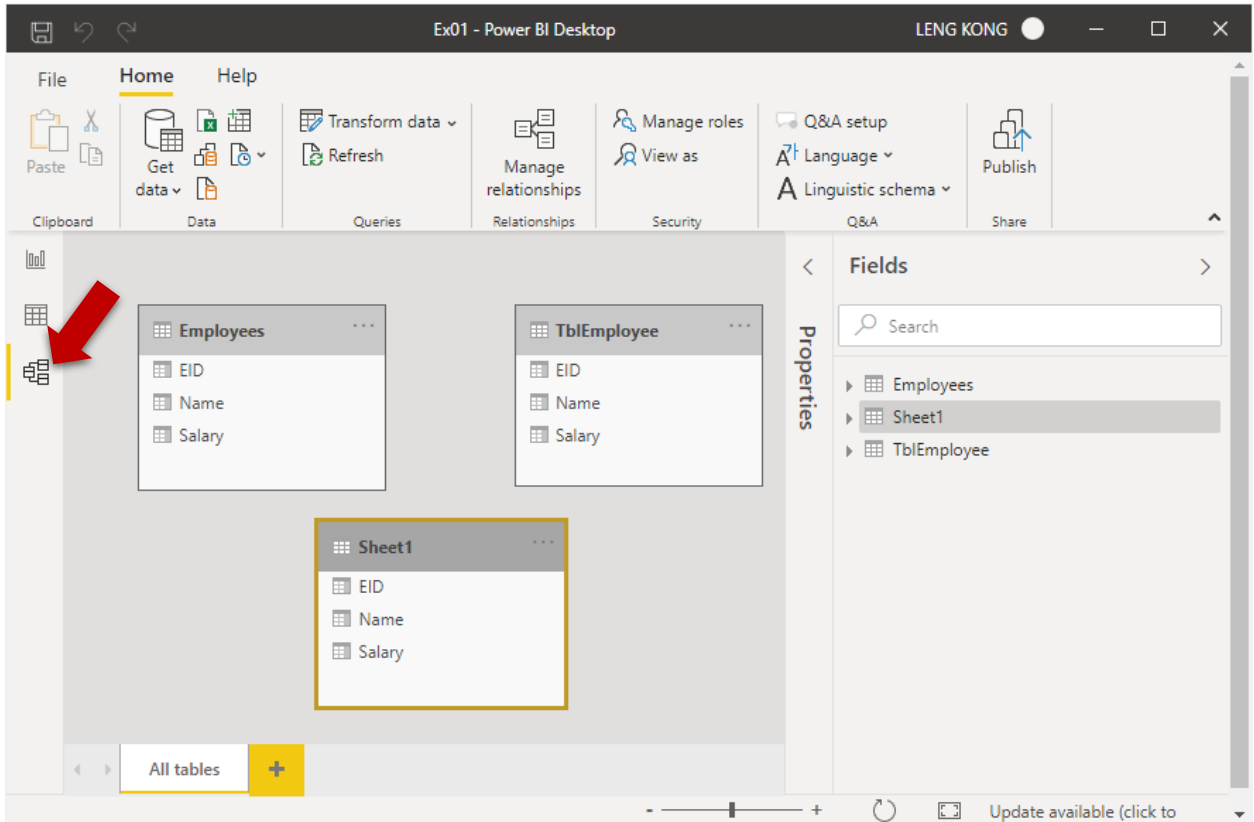 Ex01 - Power BI Desktop
LENG KONG
File
Home
Help
Paste
Get
data
Transform data
Refresh
Manage
relationships
Manage roles
View as
Q&A setup
Language
Linguistic schema
Publish
Clipboard
Data
Queries
Relationships
Security
Q&A
Share
Employees
EID
Name
Salary
TblEmployee
EID
Name
Salary
Sheet1
EID
Name
Salary
Properties
Fields
Search
Employees
Sheet1
TblEmployee
All tables
+
- +
Update available (click to